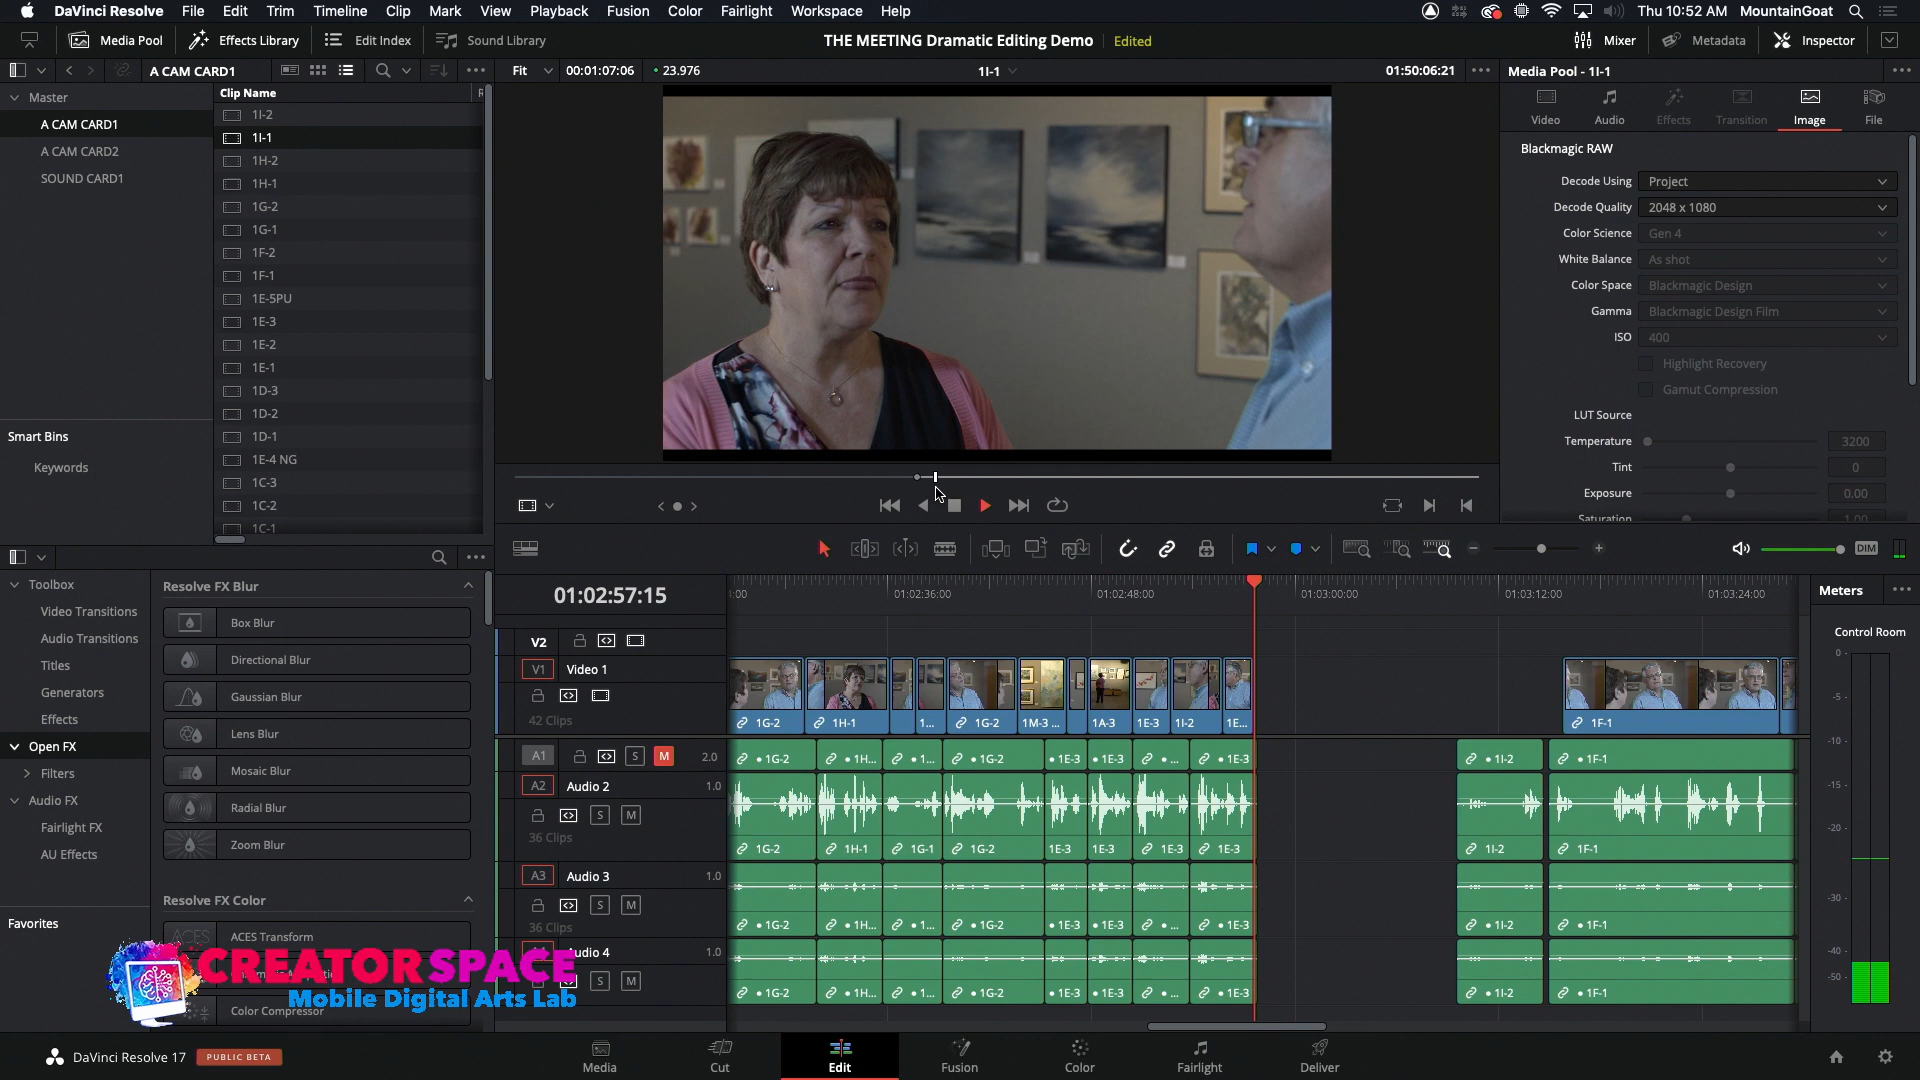 DaVinci Resolve File Edit Trim Timeline Clip Mark View Playback Fusion Color Fairlight Workspace Help Thu 10:52 AM MountainGoat
Media Pool Effects Library Edit Index Sound Library THE MEETING Dramatic Editing Demo Edited Mixer Metadata Inspector
A CAM CARD1 Fit 00:01:07:06 23.976 1I-1 01:50:06:21 Media Pool - 1I-1
Master
A CAM CARD1
A CAM CARD2
SOUND CARD1
Smart Bins
Keywords
Clip Name
1I-2
1I-1
1H-2
1H-1
1G-2
1G-1
1F-2
1F-1
1E-5PU
1E-3
1E-2
1E-1
1D-3
1D-2
1D-1
1E-4 NG
1C-3
1C-2
1C-1
Video Audio Effects Transition Image File
Blackmagic RAW
Decode Using Project
Decode Quality 2048 x 1080
Color Science Gen 4
White Balance As shot
Color Space Blackmagic Design
Gamma Blackmagic Design Film
ISO 400
Highlight Recovery
Gamut Compression
LUT Source
Temperature 3200
Tint 0
Exposure 0.00
Saturation 1.00
DIM
Toolbox
Video Transitions
Audio Transitions
Titles
Generators
Effects
Open FX
Filters
Audio FX
Fairlight FX
AU Effects
Favorites
Resolve FX Blur
Box Blur
Directional Blur
Gaussian Blur
Lens Blur
Mosaic Blur
Radial Blur
Zoom Blur
Resolve FX Color
ACES Transform
Color Compressor
01:02:57:15 01:02:36:00 01:02:48:00 01:03:00:00 01:03:12:00 01:03:24:00
V2
V1 Video 1
42 Clips
1G-2 1H-1 1... 1G-2 1M-3 ... 1A-3 1E-3 1I-2 1E... 1F-1
A1 S M 2.0 1G-2 1H... 1... 1G-2 1E-3 1E-3 ... 1E-3 1I-2 1F-1
A2 Audio 2 1.0
S M
36 Clips
1G-2 1H-1 1G-1 1G-2 1E-3 1E-3 1E-3 1E-3 1I-2 1F-1
A3 Audio 3 1.0
S M
36 Clips
1G-2 1H... 1... 1G-2 1E-3 1E-3 ... 1E-3 1I-2 1F-1
Audio 4 1.0
S M
1G-2 1H... 1... 1G-2 1E-3 1E-3 ... 1E-3 1I-2 1F-1
Meters
Control Room
0
-5
-10
-15
-20
-30
-40
-50
CREATORSPACE
Mobile Digital Arts Lab
DaVinci Resolve 17 PUBLIC BETA
Media Cut Edit Fusion Color Fairlight Deliver